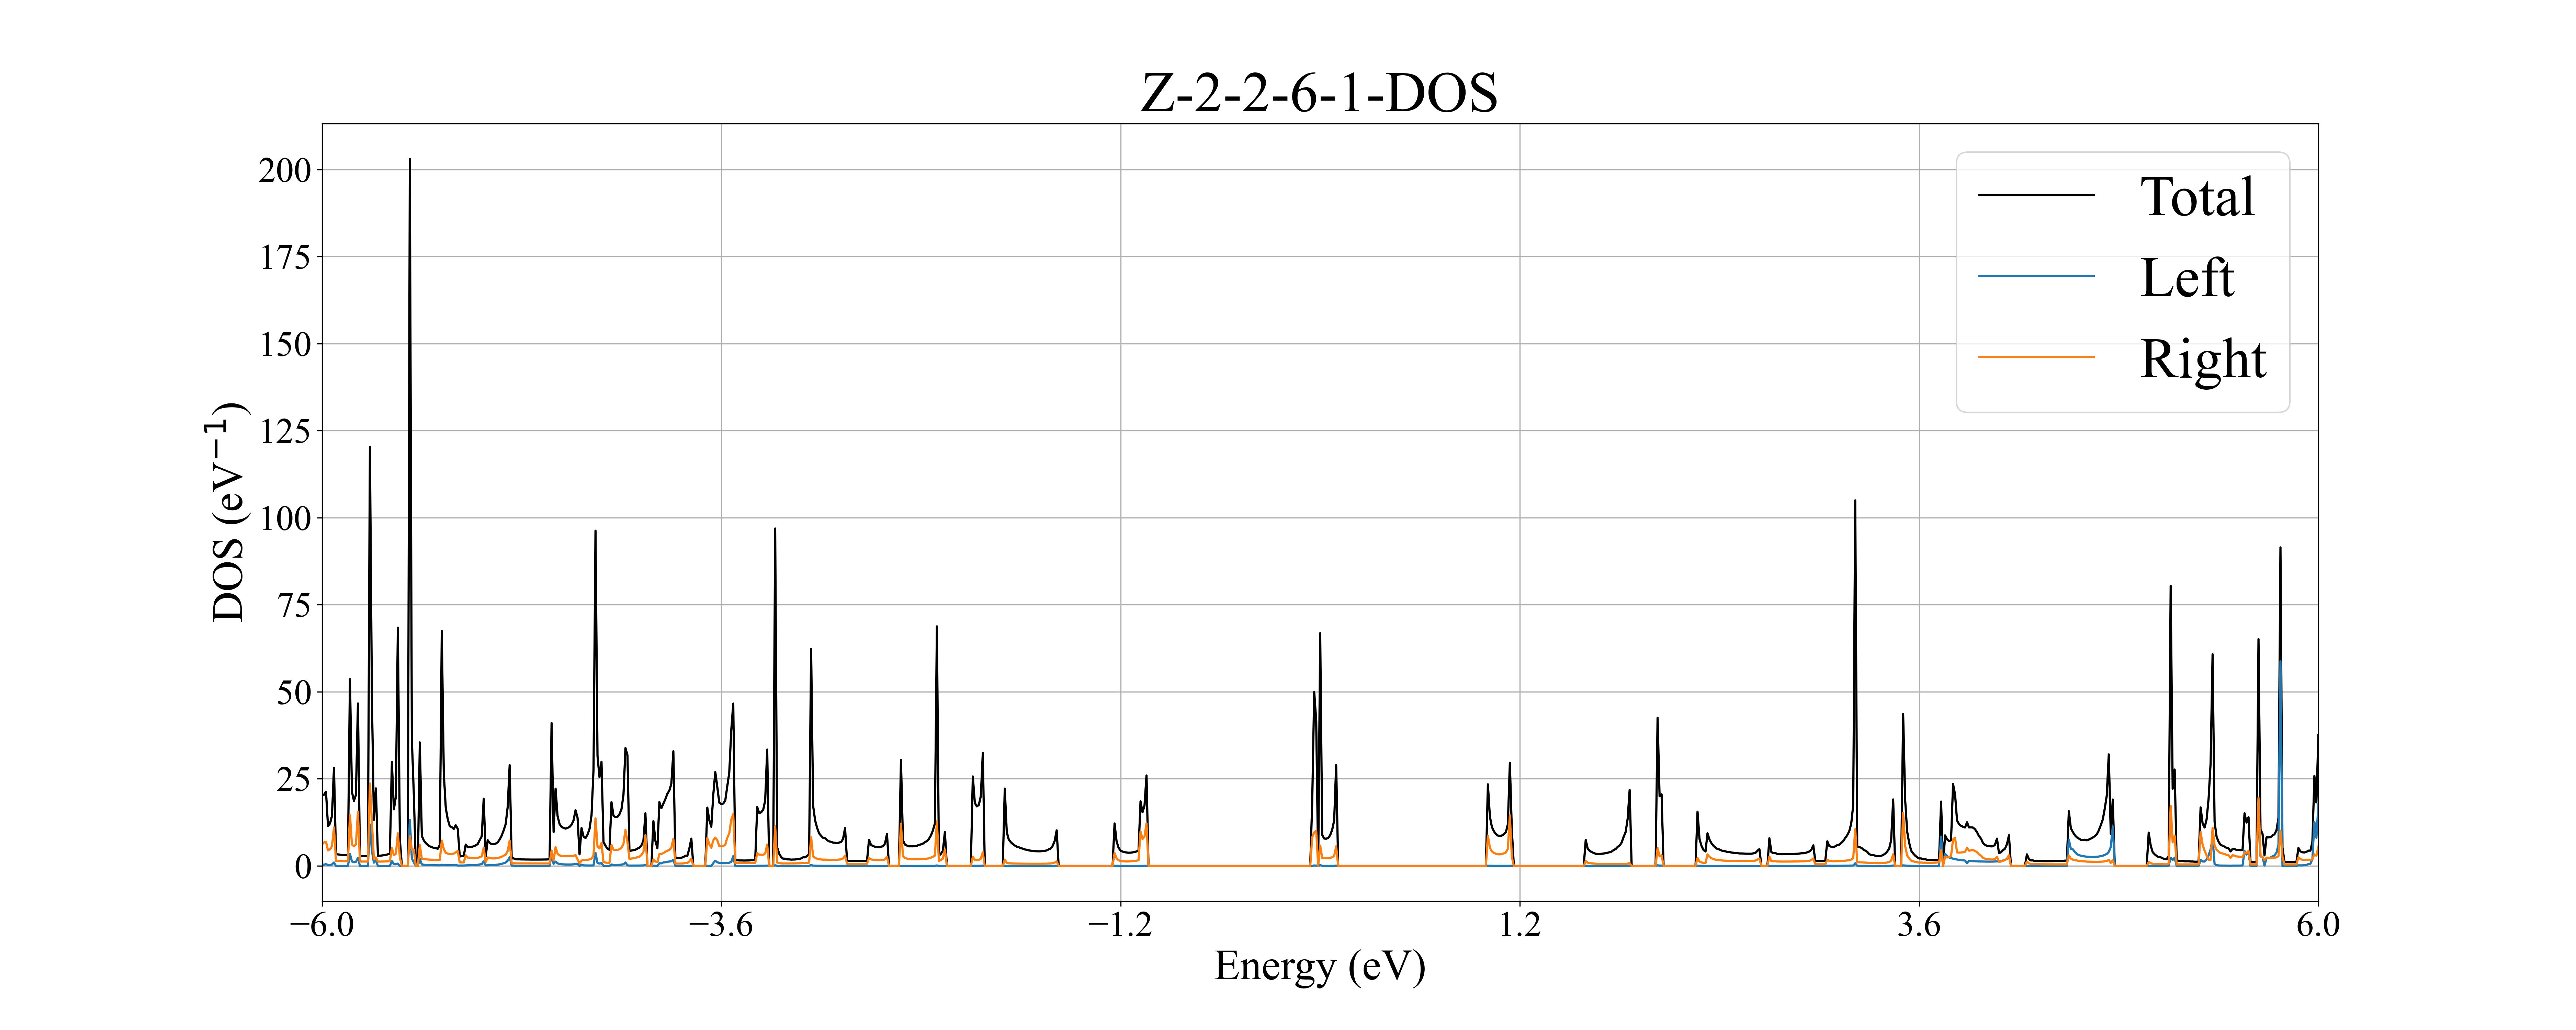 Z-2-2-6-1-DOS
200
175
150
125
100
75
50
25
0
DOS (eV⁻¹)
Total
Left
Right
−6.0 −3.6 −1.2 1.2 3.6 6.0
Energy (eV)